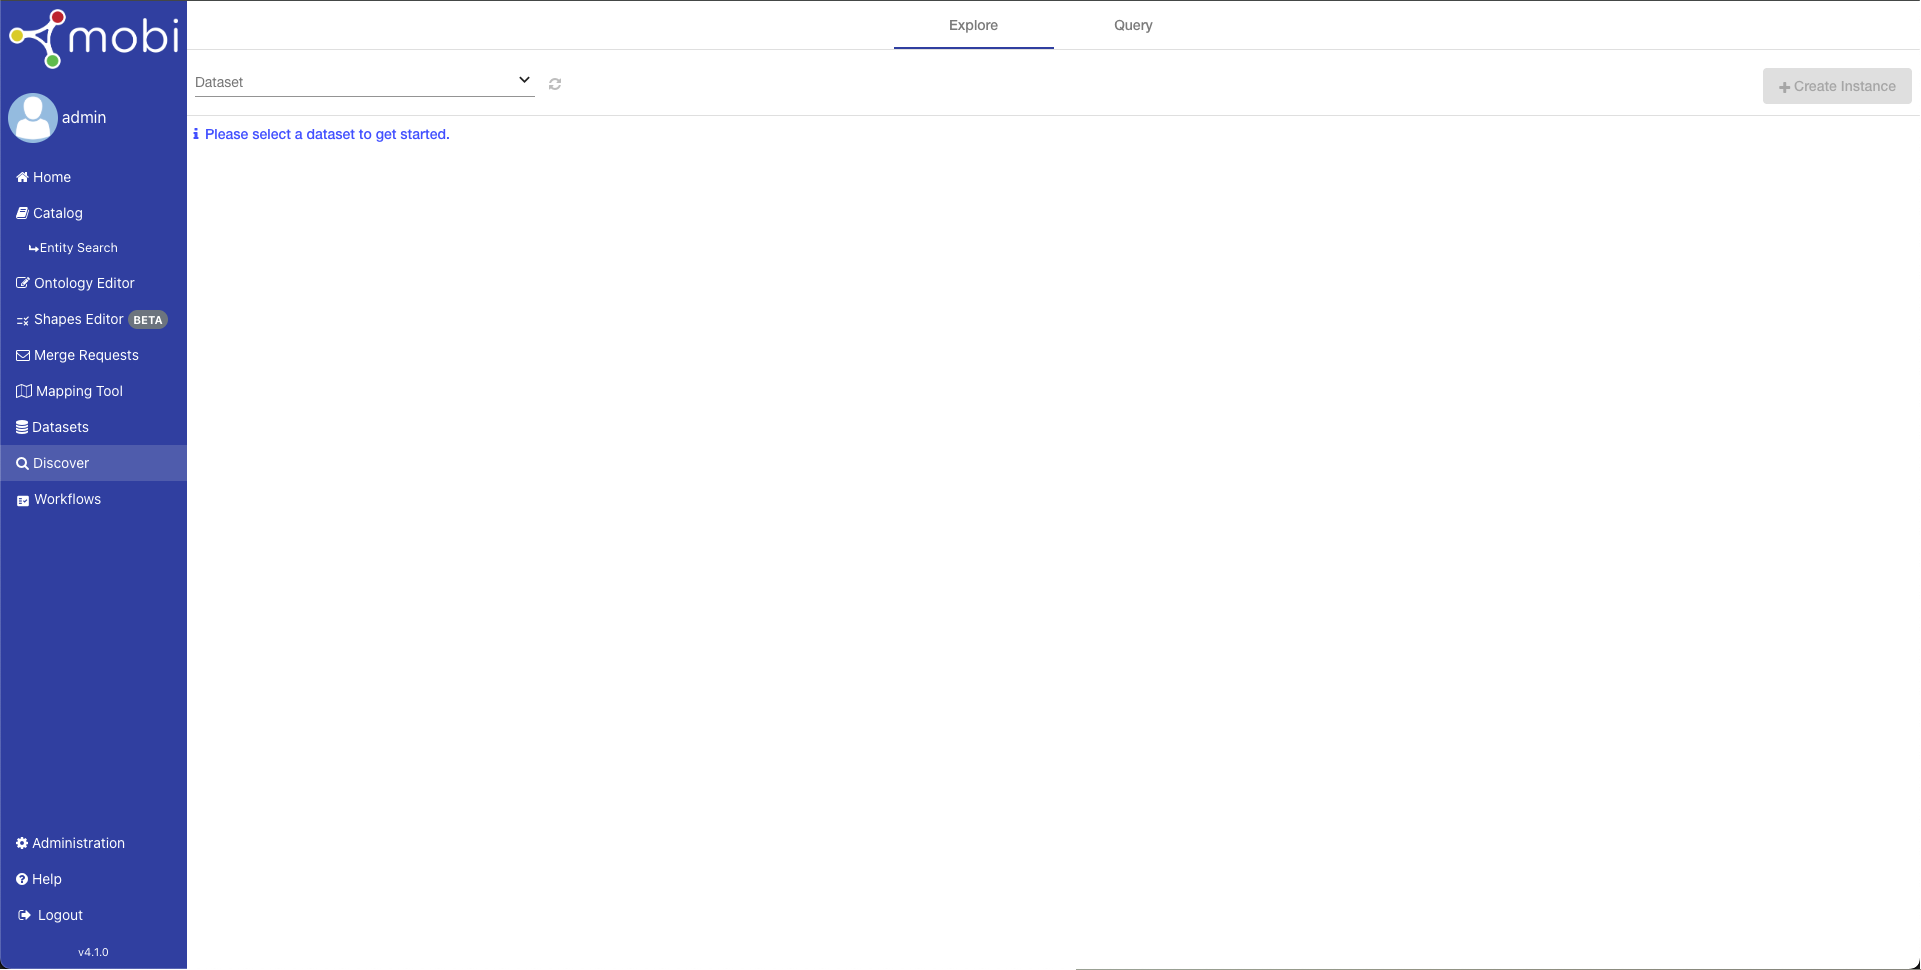 mobi
admin
Home
Catalog
Entity Search
Ontology Editor
Shapes Editor BETA
Merge Requests
Mapping Tool
Datasets
Discover
Workflows
Administration
Help
Logout
v4.1.0
Explore Query
Dataset
Create Instance
Please select a dataset to get started.